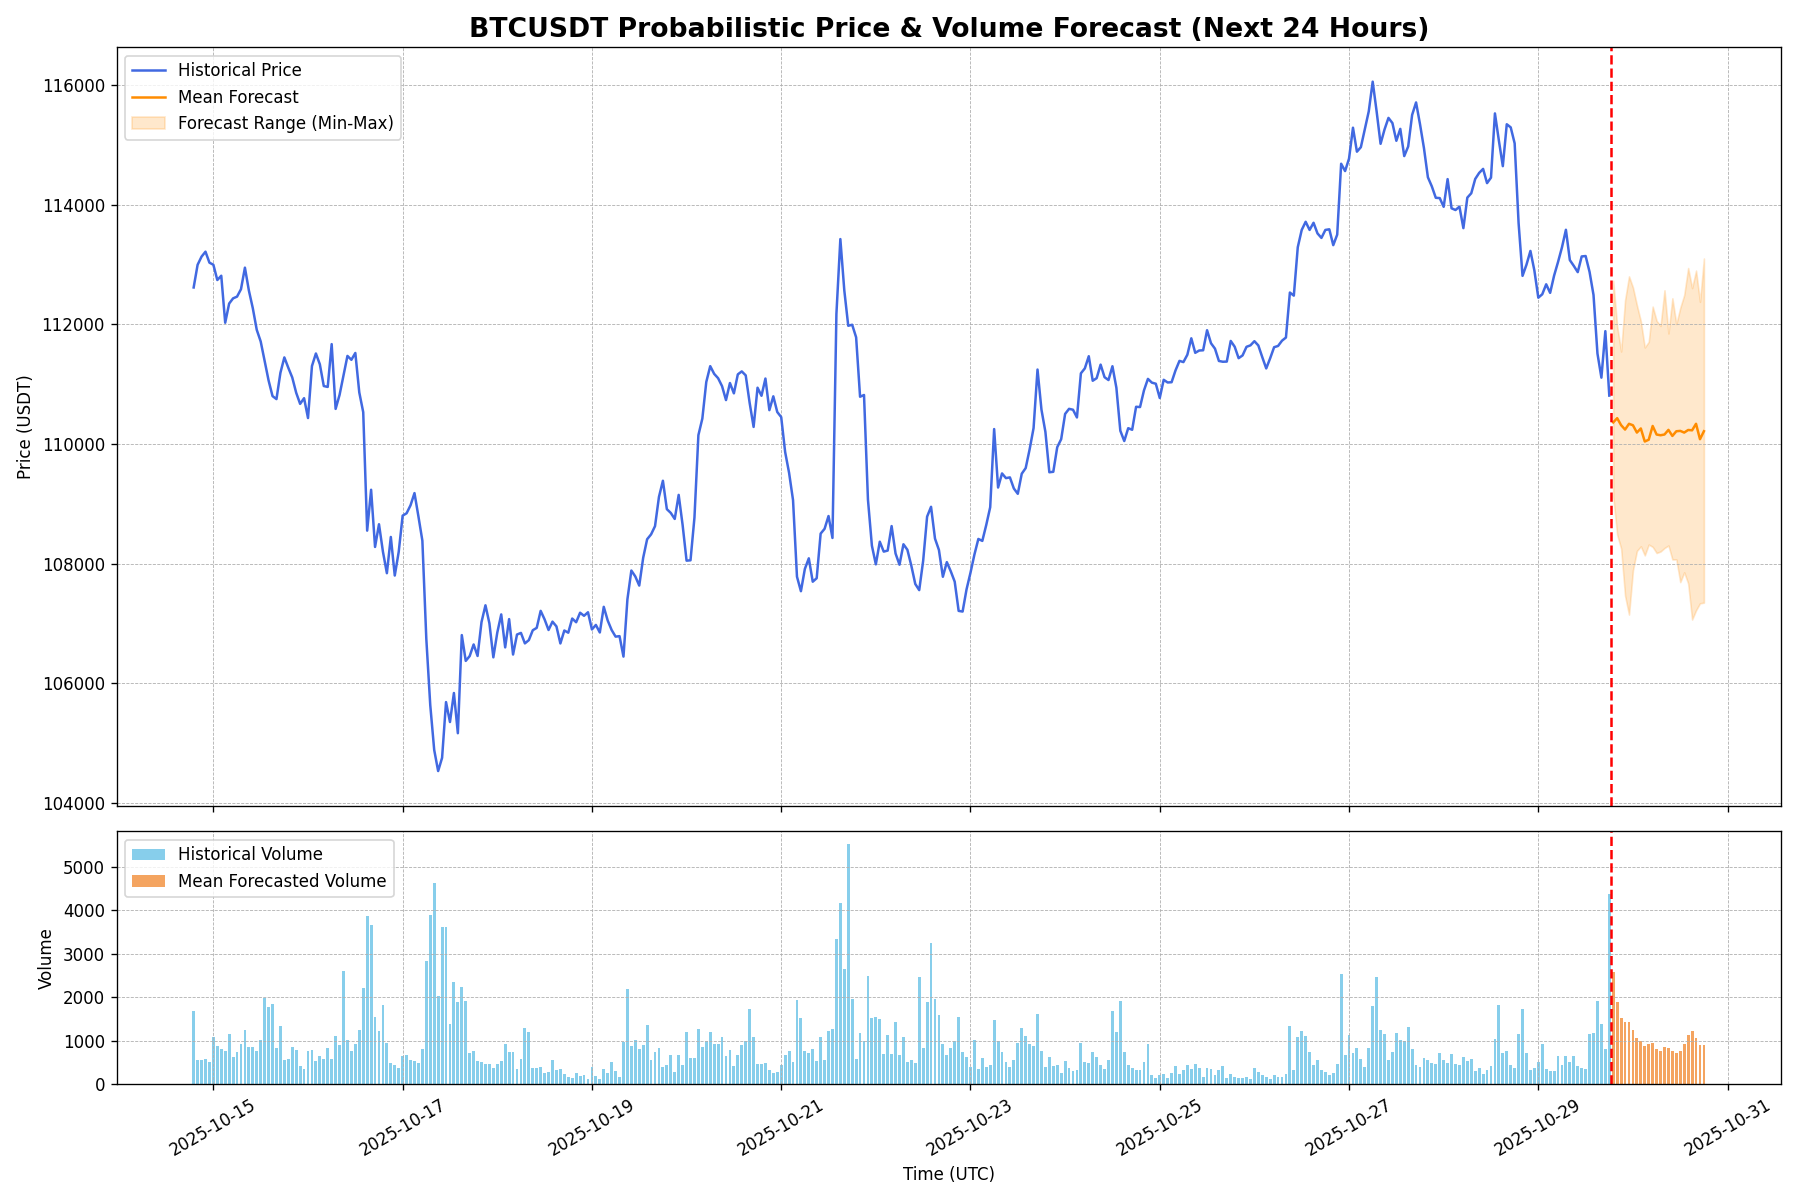 BTCUSDT Probabilistic Price & Volume Forecast (Next 24 Hours)
Historical Price
Mean Forecast
Forecast Range (Min-Max)
116000
114000
112000
110000
108000
106000
104000
Price (USDT)
Historical Volume
Mean Forecasted Volume
5000
4000
3000
2000
1000
0
Volume
2025-10-15
2025-10-17
2025-10-19
2025-10-21
2025-10-23
2025-10-25
2025-10-27
2025-10-29
2025-10-31
Time (UTC)